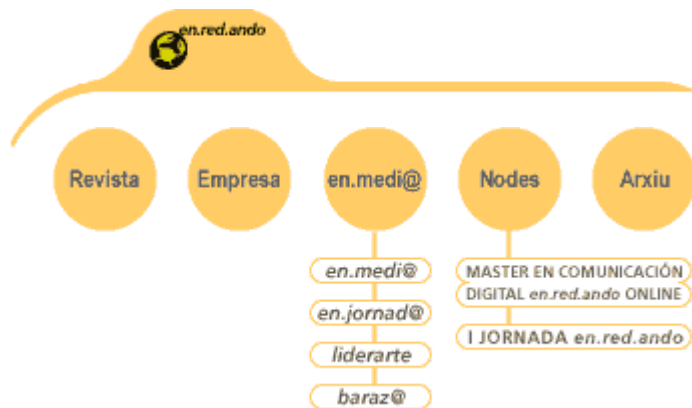 en.red.ando
Revista Empresa en.medi@ Nodes Arxiu
en.medi@
en.jornad@
liderarte
baraz@
MASTER EN COMUNICACIÓN
DIGITAL en.red.ando ONLINE
I JORNADA en.red.ando